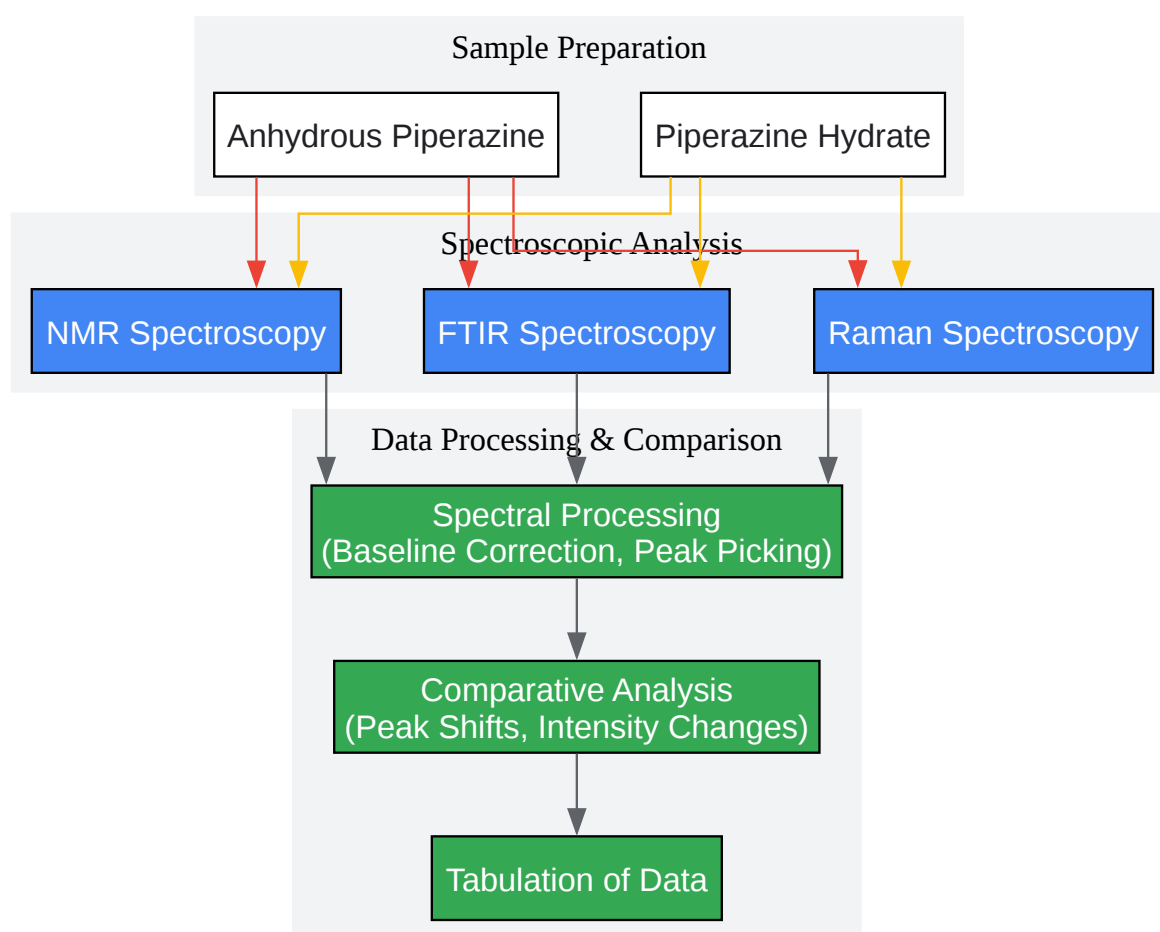 Sample Preparation
Anhydrous Piperazine
Piperazine Hydrate
Spectroscopic Analysis
NMR Spectroscopy
FTIR Spectroscopy
Raman Spectroscopy
Data Processing & Comparison
Spectral Processing
(Baseline Correction, Peak Picking)
Comparative Analysis
(Peak Shifts, Intensity Changes)
Tabulation of Data